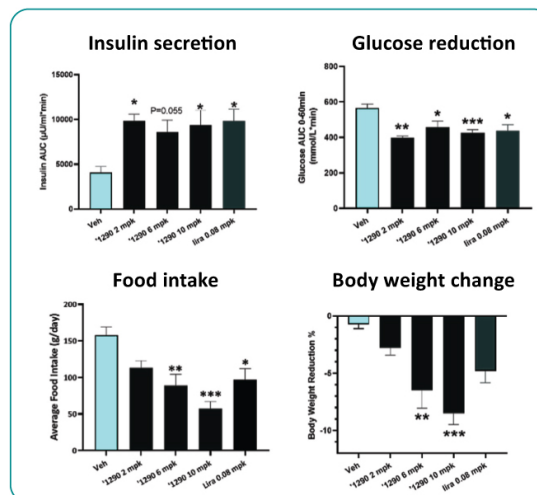 Insulin secretion
Insulin AUC (µU/ml*min)
15000
10000
5000
0
*
P=0.055
*
*
Veh
'1290 2 mpk
'1290 6 mpk
'1290 10 mpk
lira 0.08 mpk
Glucose reduction
Glucose AUC 0-60min
(mmol/L*min)
800
600
400
200
0
**
*
***
*
Veh
'1290 2 mpk
'1290 6 mpk
'1290 10 mpk
lira 0.08 mpk
Food intake
Average Food Intake (g/day)
200
150
100
50
0
**
***
*
Veh
'1290 2 mpk
'1290 6 mpk
'1290 10 mpk
Lira 0.08 mpk
Body weight change
Body Weight Reduction %
0
-5
-10
**
***
Veh
'1290 2 mpk
'1290 6 mpk
'1290 10 mpk
lira 0.08 mpk